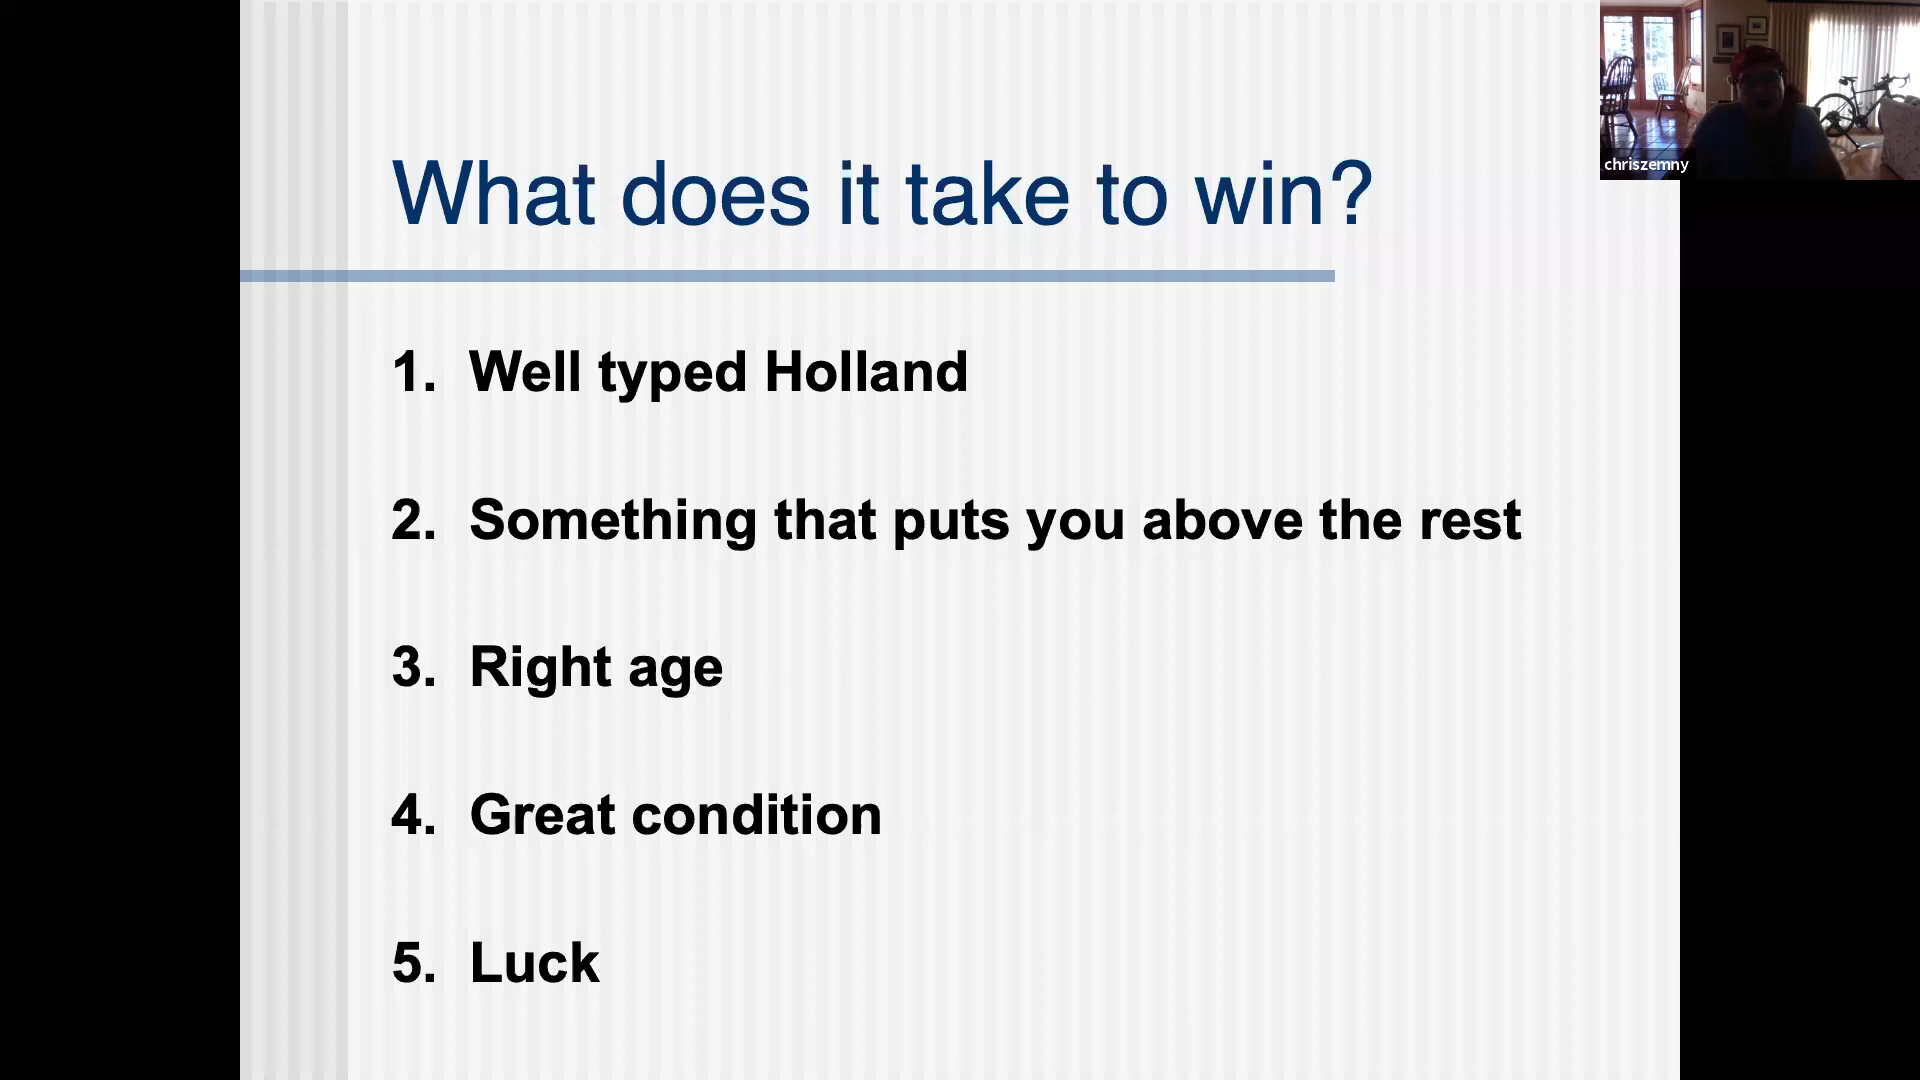 What does it take to win?
1. Well typed Holland
2. Something that puts you above the rest
3. Right age
4. Great condition
5. Luck
chriszemny